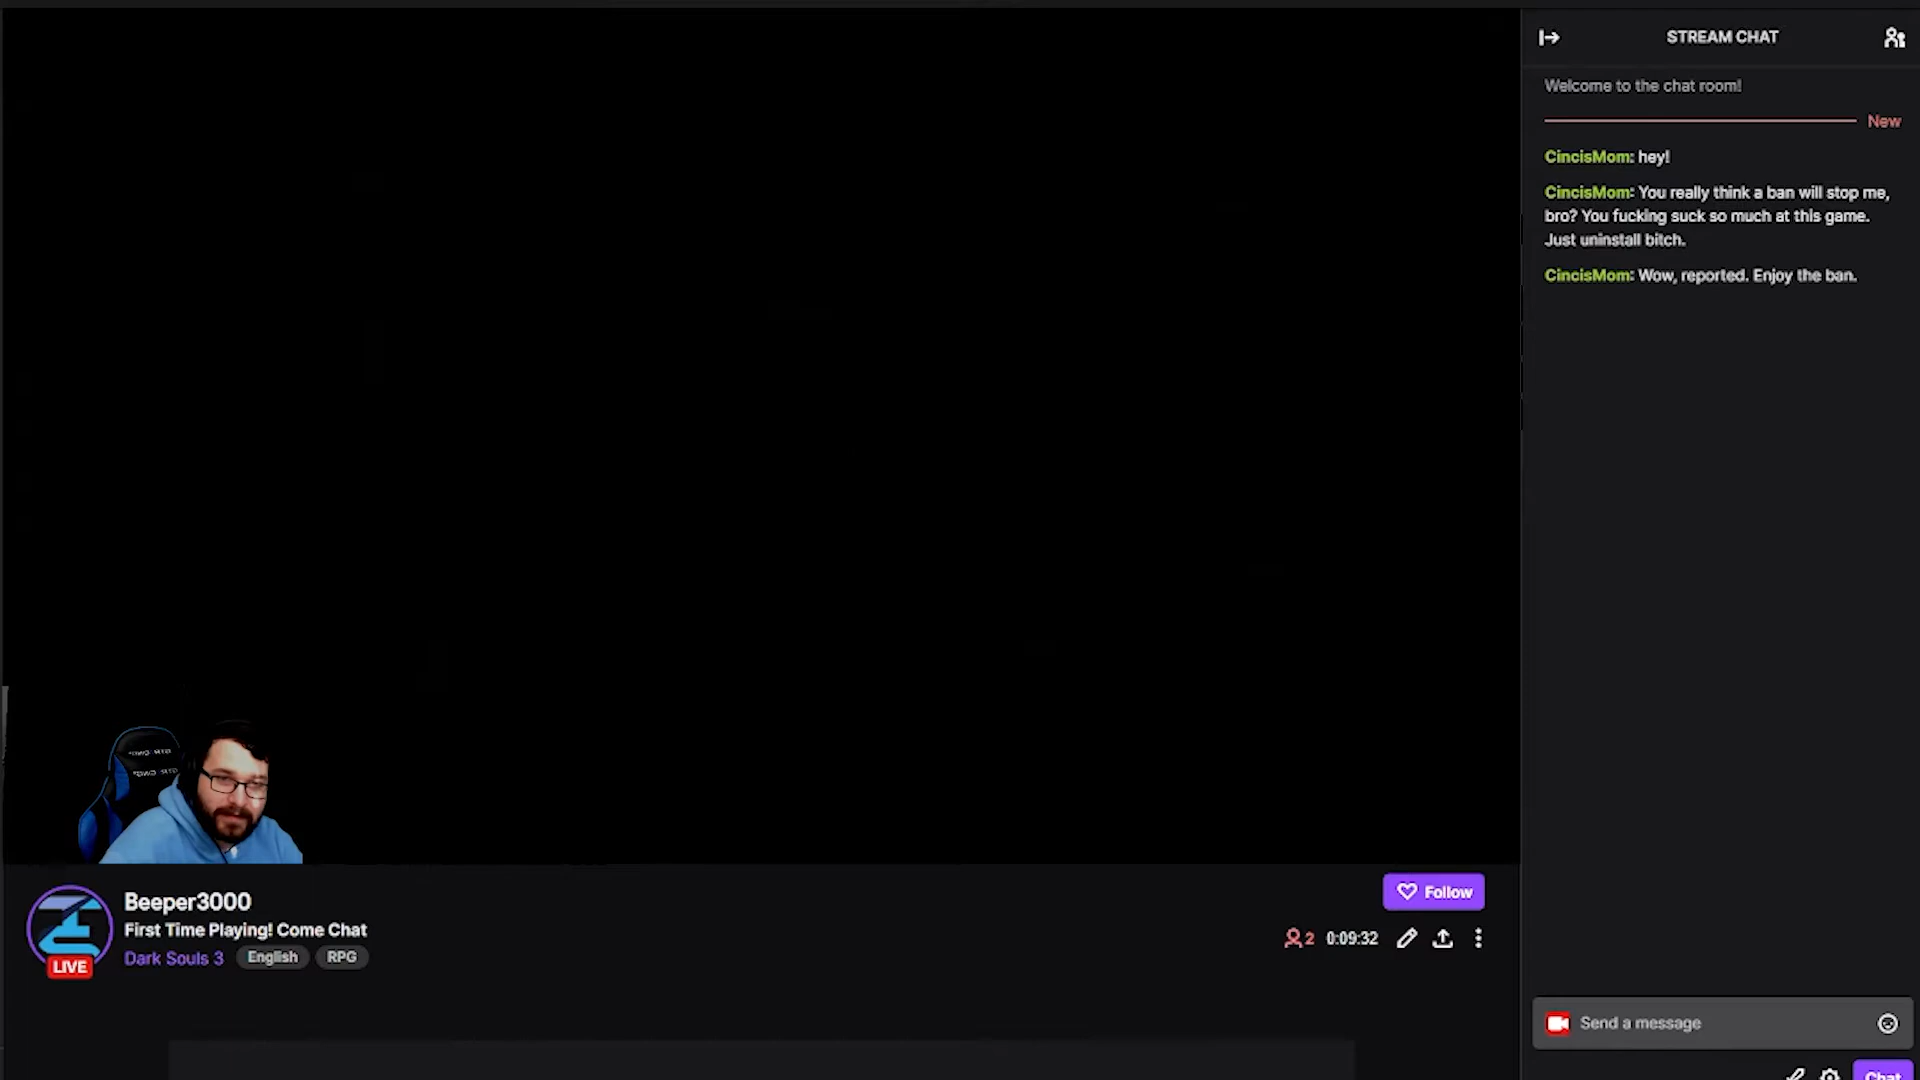 STREAM CHAT
Welcome to the chat room!
New
CincisMom: hey!
CincisMom: You really think a ban will stop me,
bro? You fucking suck so much at this game.
Just uninstall bitch.
CincisMom: Wow, reported. Enjoy the ban.
Beeper3000
Follow
First Time Playing! Come Chat
2 0:09:32
Dark Souls 3 English RPG
LIVE
Send a message
Chat